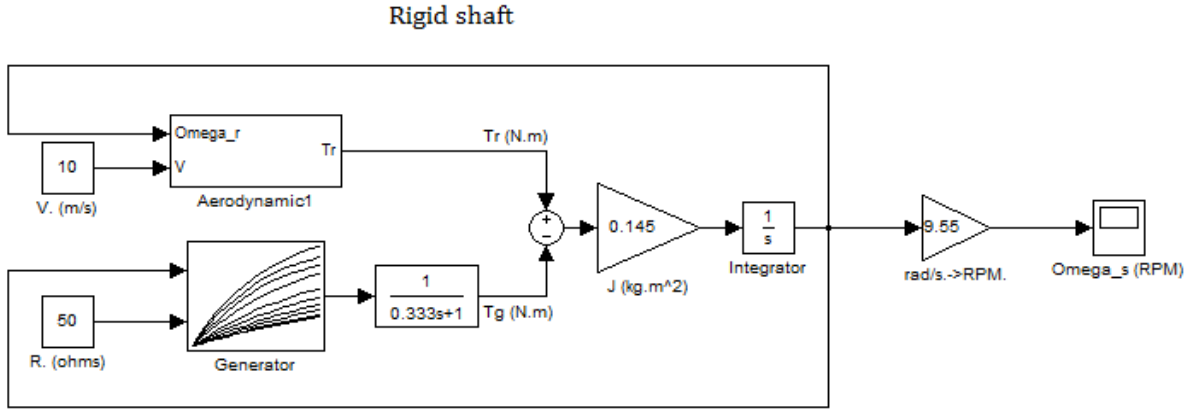 Rigid shaft
Omega_r
V
Tr
10
V. (m/s)
Aerodynamic1
Tr (N.m)
+
−
0.145
J (kg.m^2)
1
s
Integrator
9.55
rad/s.->RPM.
Omega_s (RPM)
50
R. (ohms)
Generator
1
0.333s+1
Tg (N.m)